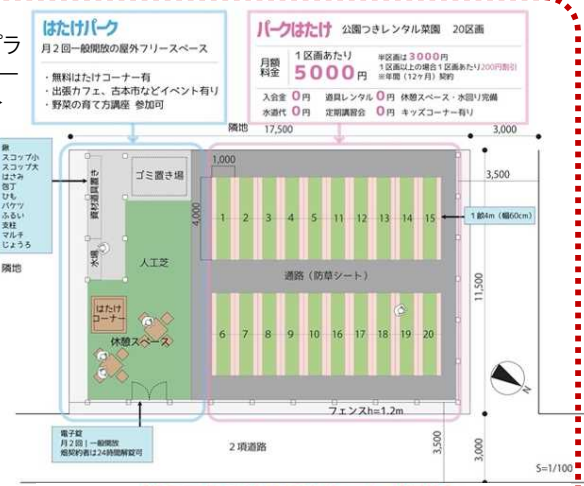 プラ
はたけパーク
月2回一般開放の屋外フリースペース
・無料はたけコーナー有
・出張カフェ、古本市などイベント有り
・野菜の育て方講座 参加可
パークはたけ 公園つきレンタル菜園 20区画
月額
料金
1区画あたり
5000円
半区画は3000円
1区画以上の場合1区画あたり200円割引
※年間(12ヶ月)契約
入会金 0円 道具レンタル 0円 休憩スペース・水回り完備
水道代 0円 定期講習会 0円 キッズコーナー有り
隣地 17,500
3,000
鍬
スコップ小
スコップ大
はさみ
包丁
ひも
バケツ
ふるい
支柱
マルチ
じょうろ
隣地
資材道具置き
ゴミ置き場
水場
人工芝
はたけ
コーナー
休憩スペース
1,000
4,000
3,500
1 2 3 4 5 11 12 13 14 15
1畝4m(幅60cm)
通路(防草シート)
11,500
6 7 8 9 10 16 17 18 19 20
N
フェンスh=1.2m
電子錠
月2回|一般開放
畑契約者は24時間解錠可
2項道路
3,500
3,000
S=1/100